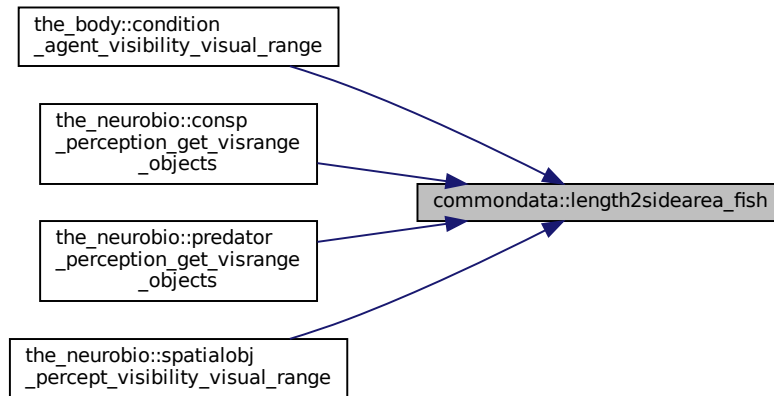 the_body::condition
_agent_visibility_visual_range
the_neurobio::consp
_perception_get_visrange
_objects
commondata::length2sidearea_fish
the_neurobio::predator
_perception_get_visrange
_objects
the_neurobio::spatialobj
_percept_visibility_visual_range